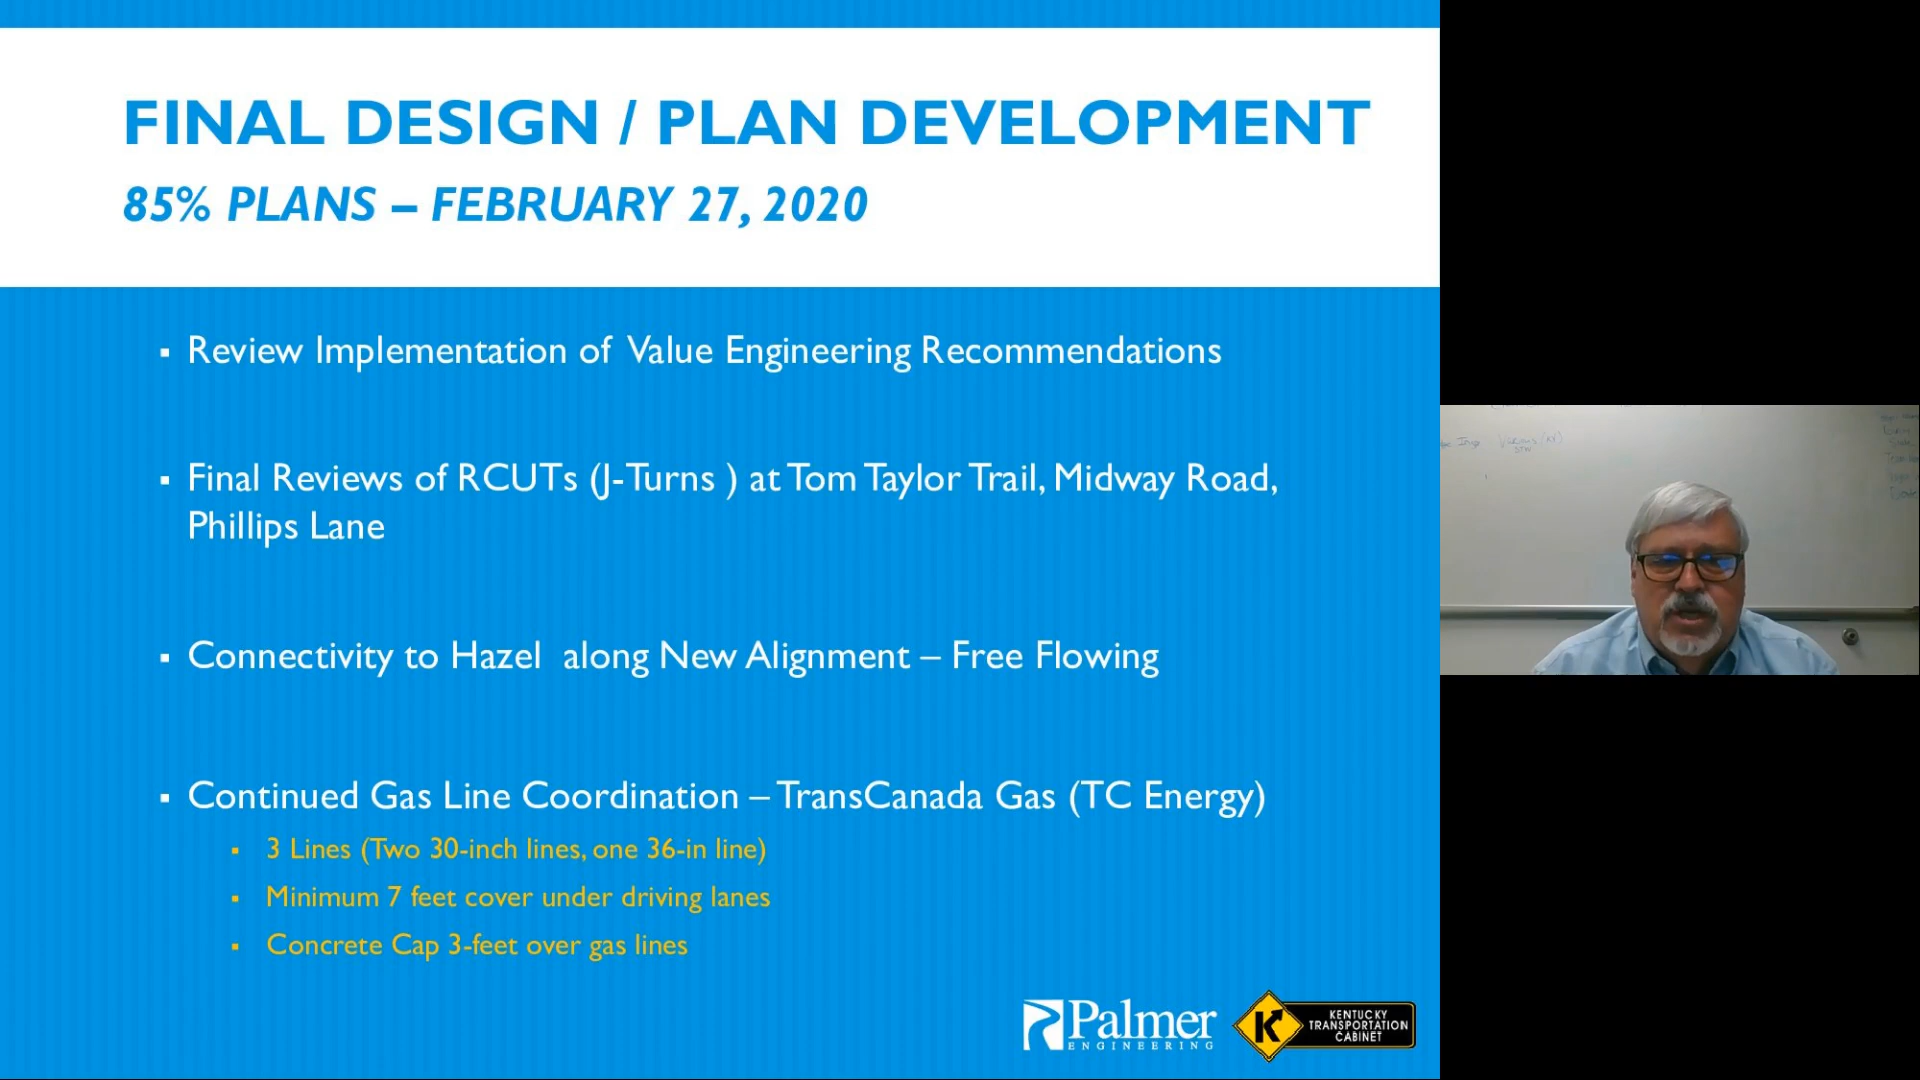 FINAL DESIGN / PLAN DEVELOPMENT
85% PLANS – FEBRUARY 27, 2020
▪ Review Implementation of Value Engineering Recommendations
▪ Final Reviews of RCUTs (J-Turns ) at Tom Taylor Trail, Midway Road,
Phillips Lane
▪ Connectivity to Hazel along New Alignment – Free Flowing
▪ Continued Gas Line Coordination – TransCanada Gas (TC Energy)
▪ 3 Lines (Two 30-inch lines, one 36-in line)
▪ Minimum 7 feet cover under driving lanes
▪ Concrete Cap 3-feet over gas lines
Palmer
ENGINEERING
KENTUCKY
TRANSPORTATION
CABINET